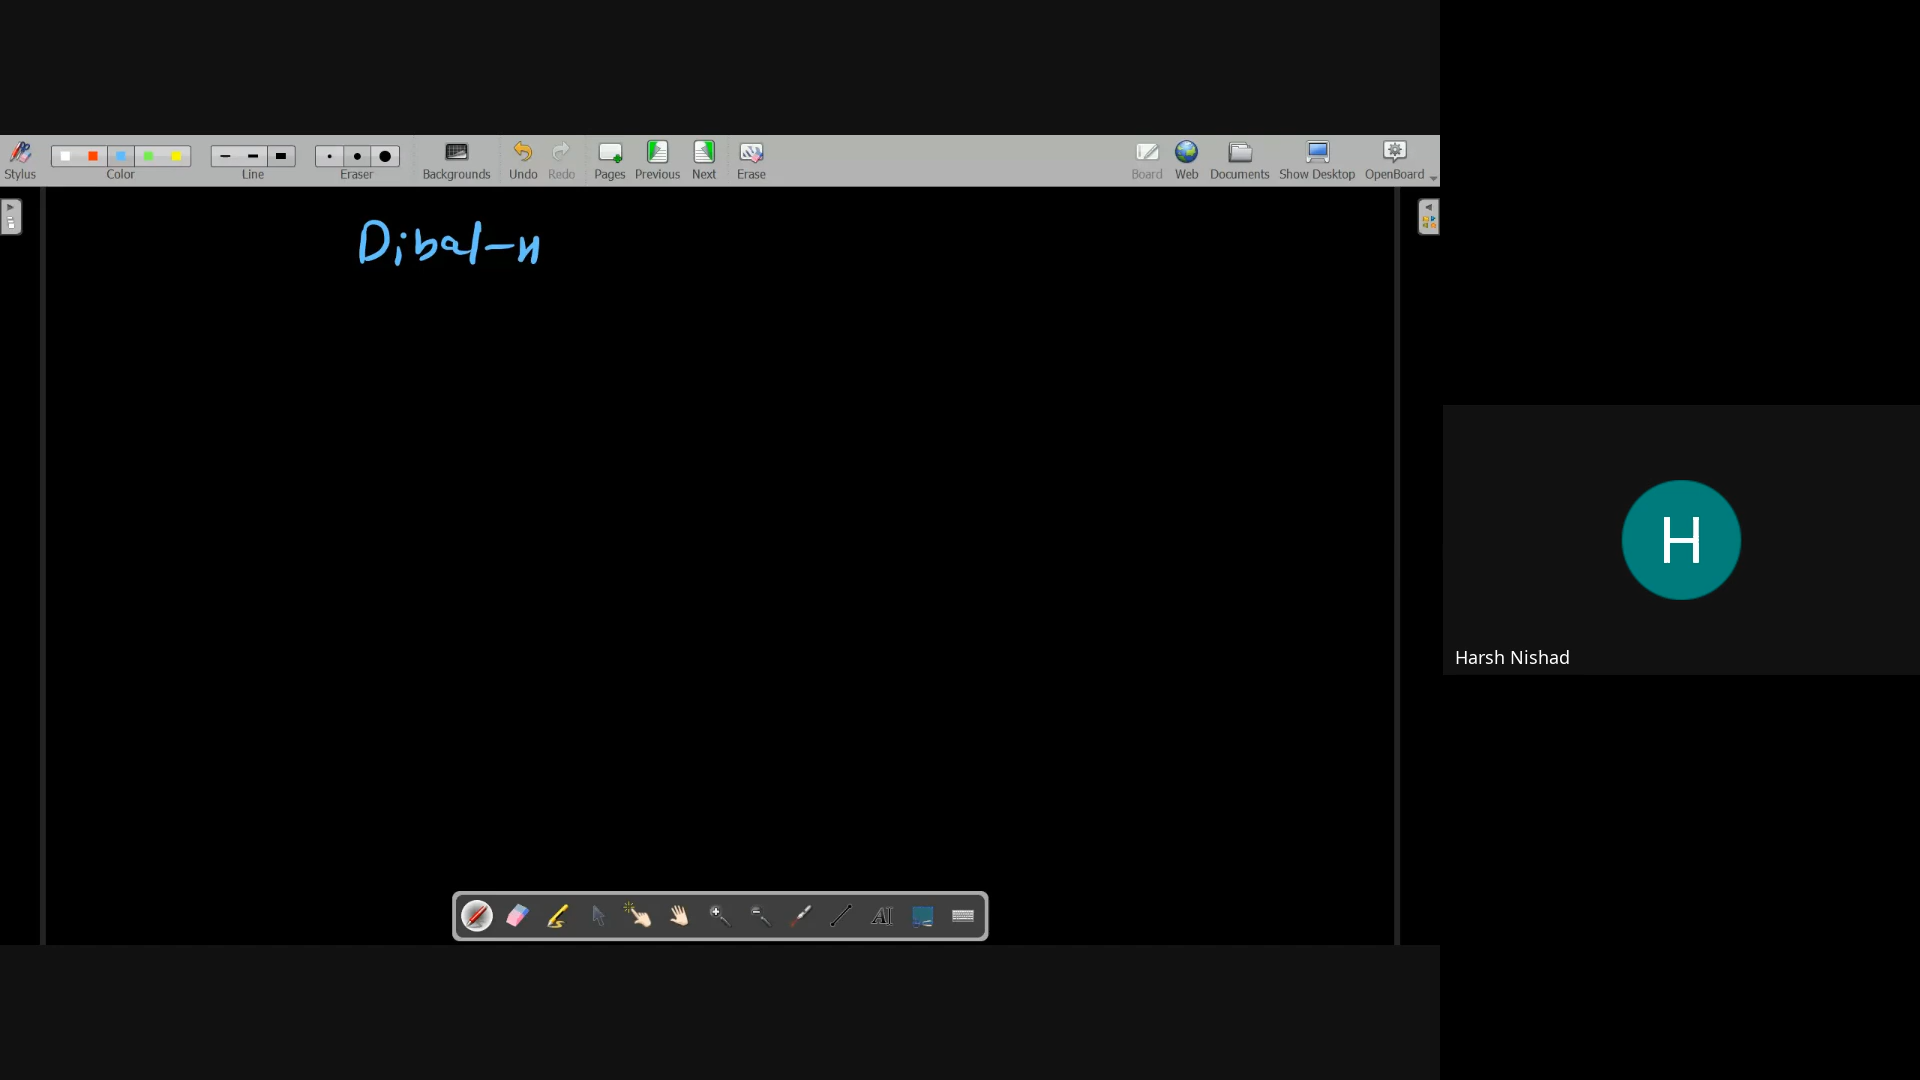 Stylus Color Line Eraser Backgrounds Undo Redo Pages Previous Next Erase Board Web Documents Show Desktop OpenBoard
Dibal-H
H
Harsh Nishad
AI